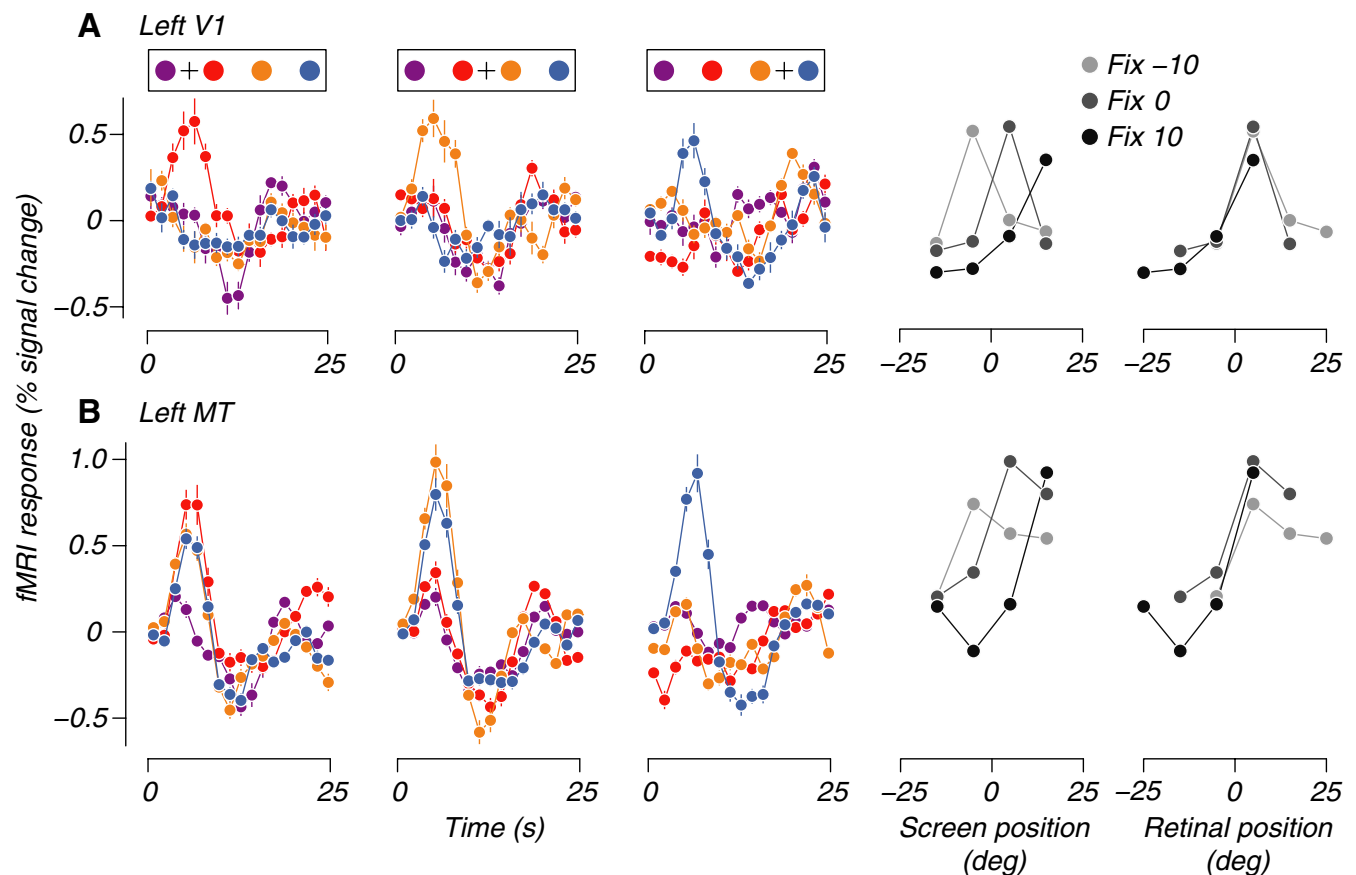 A Left V1
Fix –10
Fix 0
Fix 10
0.5
0
–0.5
0 25
0 25
0 25
–25 0 25
–25 0 25
fMRI response (% signal change)
B Left MT
1.0
0.5
0
–0.5
0 25
0 25
0 25
–25 0 25
–25 0 25
Time (s)
Screen position
(deg)
Retinal position
(deg)